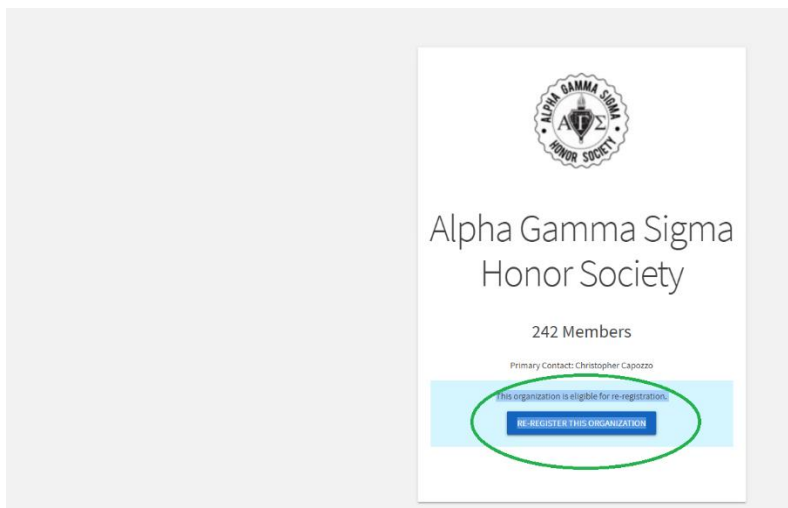 ALPHA GAMMA SIGMA
ΑΓΣ
HONOR SOCIETY
Alpha Gamma Sigma
Honor Society
242 Members
Primary Contact: Christopher Capozzo
This organization is eligible for re-registration.
RE-REGISTER THIS ORGANIZATION